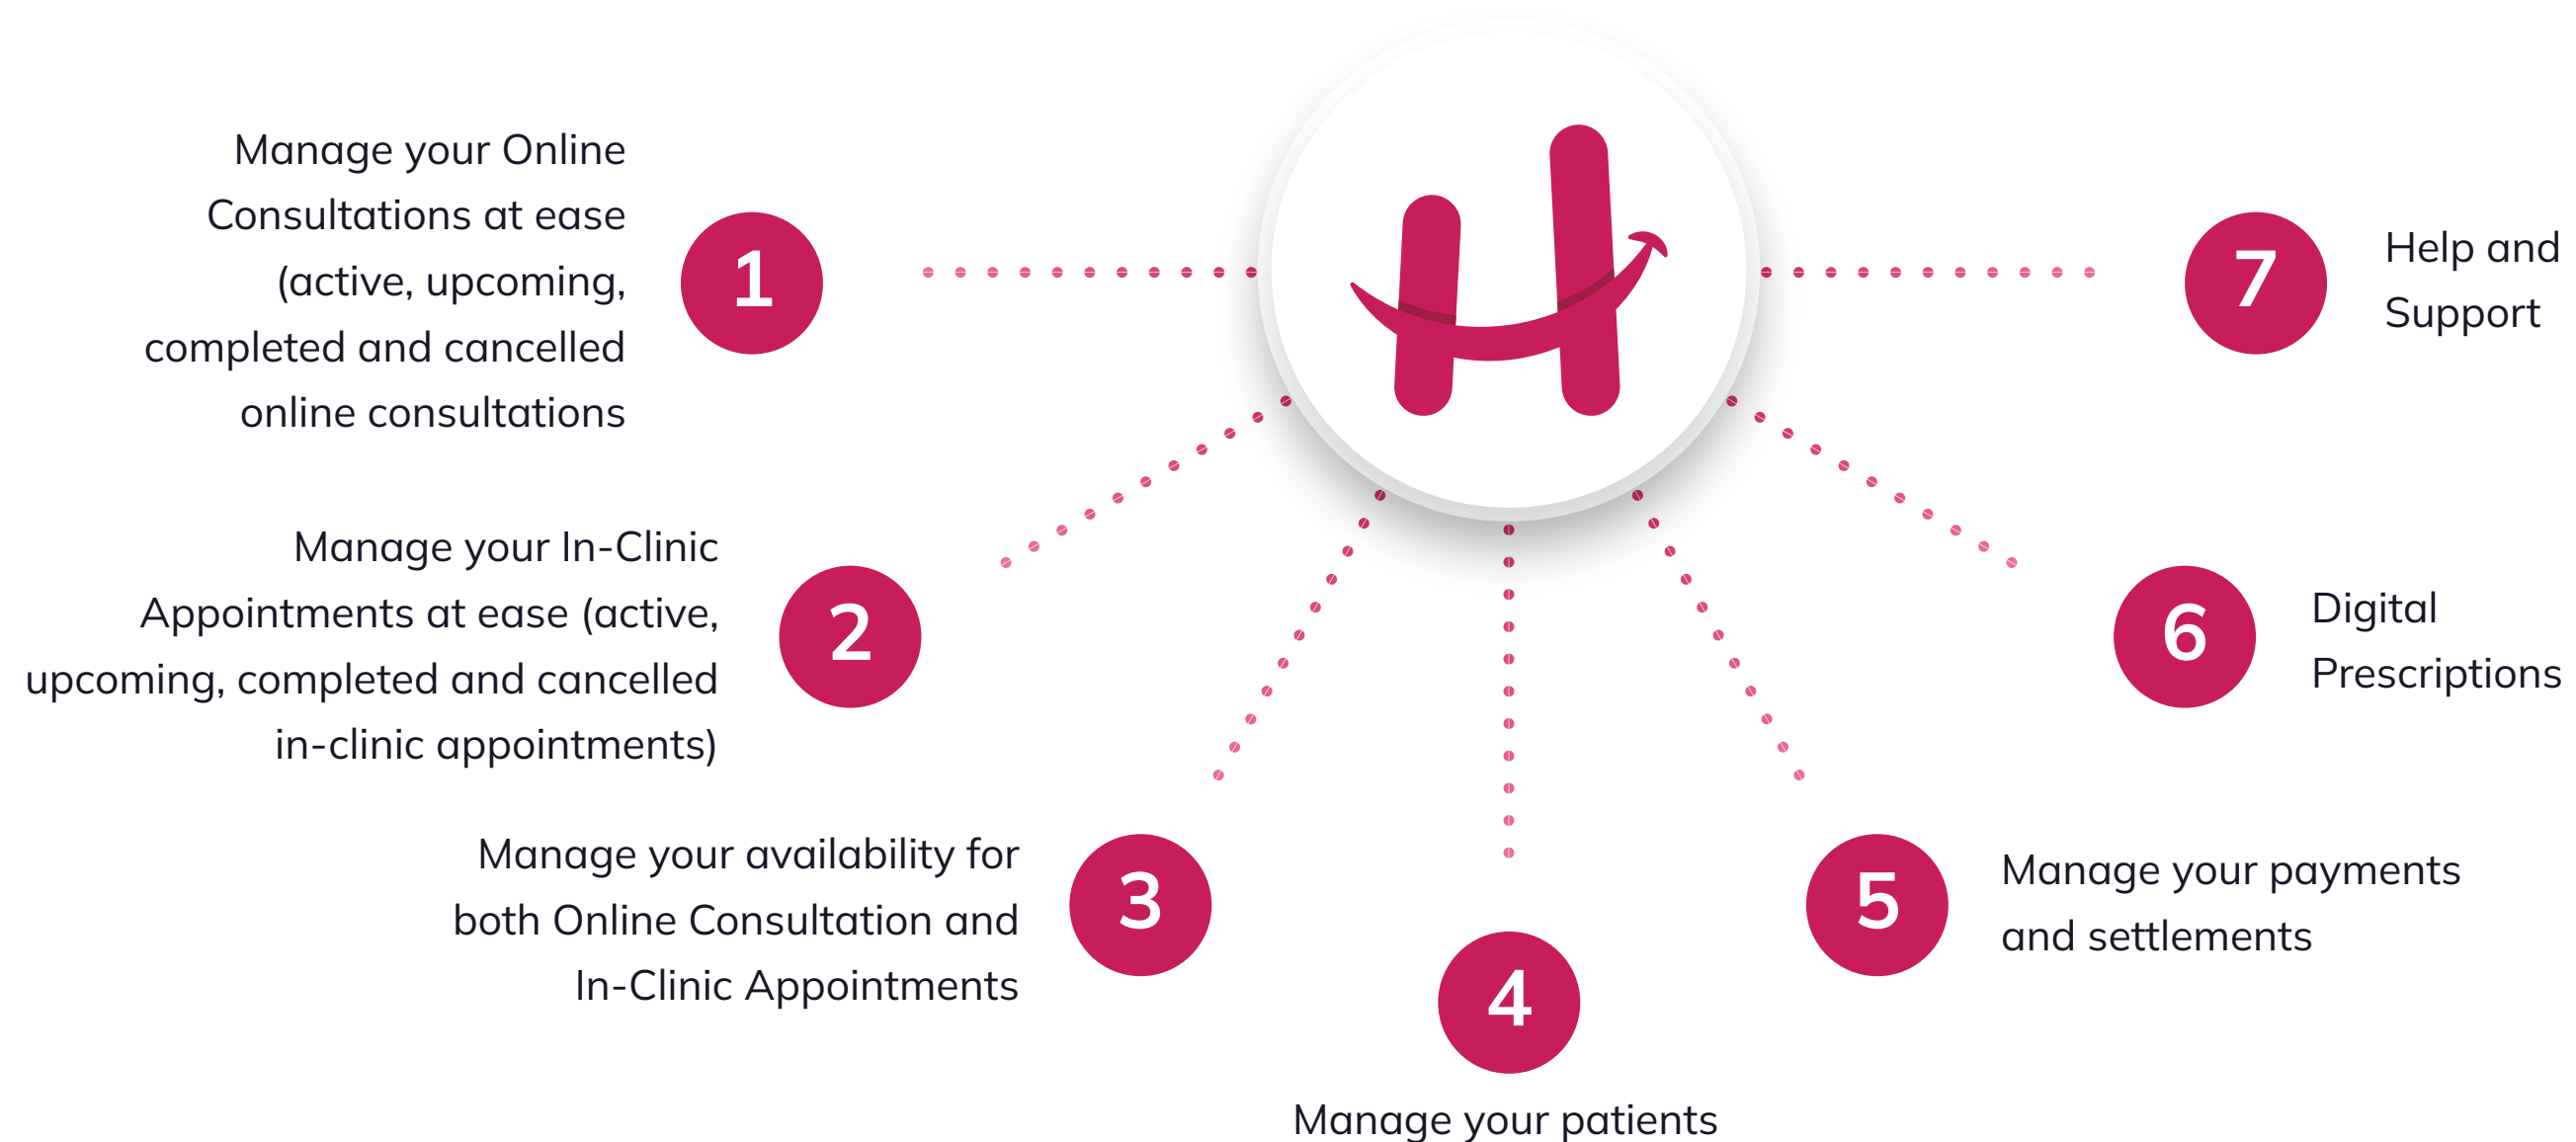 Manage your Online
Consultations at ease
(active, upcoming,
completed and cancelled
online consultations
1
Manage your In-Clinic
Appointments at ease (active,
upcoming, completed and cancelled
in-clinic appointments)
2
Manage your availability for
both Online Consultation and
In-Clinic Appointments
3
4
Manage your patients
5
Manage your payments
and settlements
6
Digital
Prescriptions
7
Help and
Support